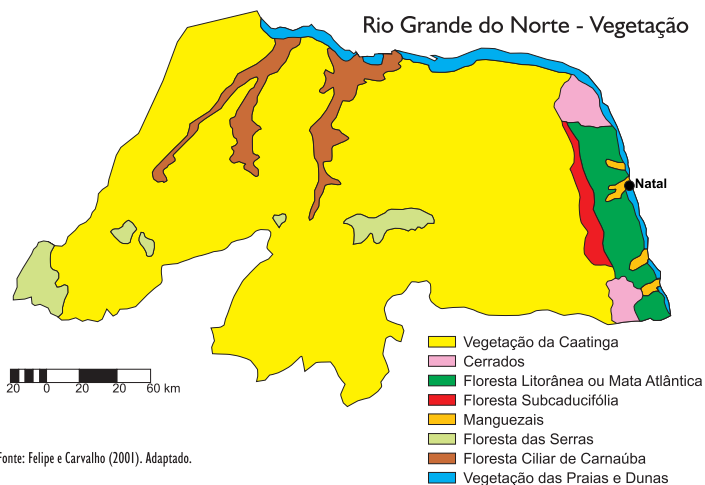 Rio Grande do Norte - Vegetação
Natal
Vegetação da Caatinga
Cerrados
Floresta Litorânea ou Mata Atlântica
Floresta Subcaducifólia
Manguezais
Floresta das Serras
Floresta Ciliar de Carnaúba
Vegetação das Praias e Dunas
20 0 20 20 60 km
Fonte: Felipe e Carvalho (2001). Adaptado.